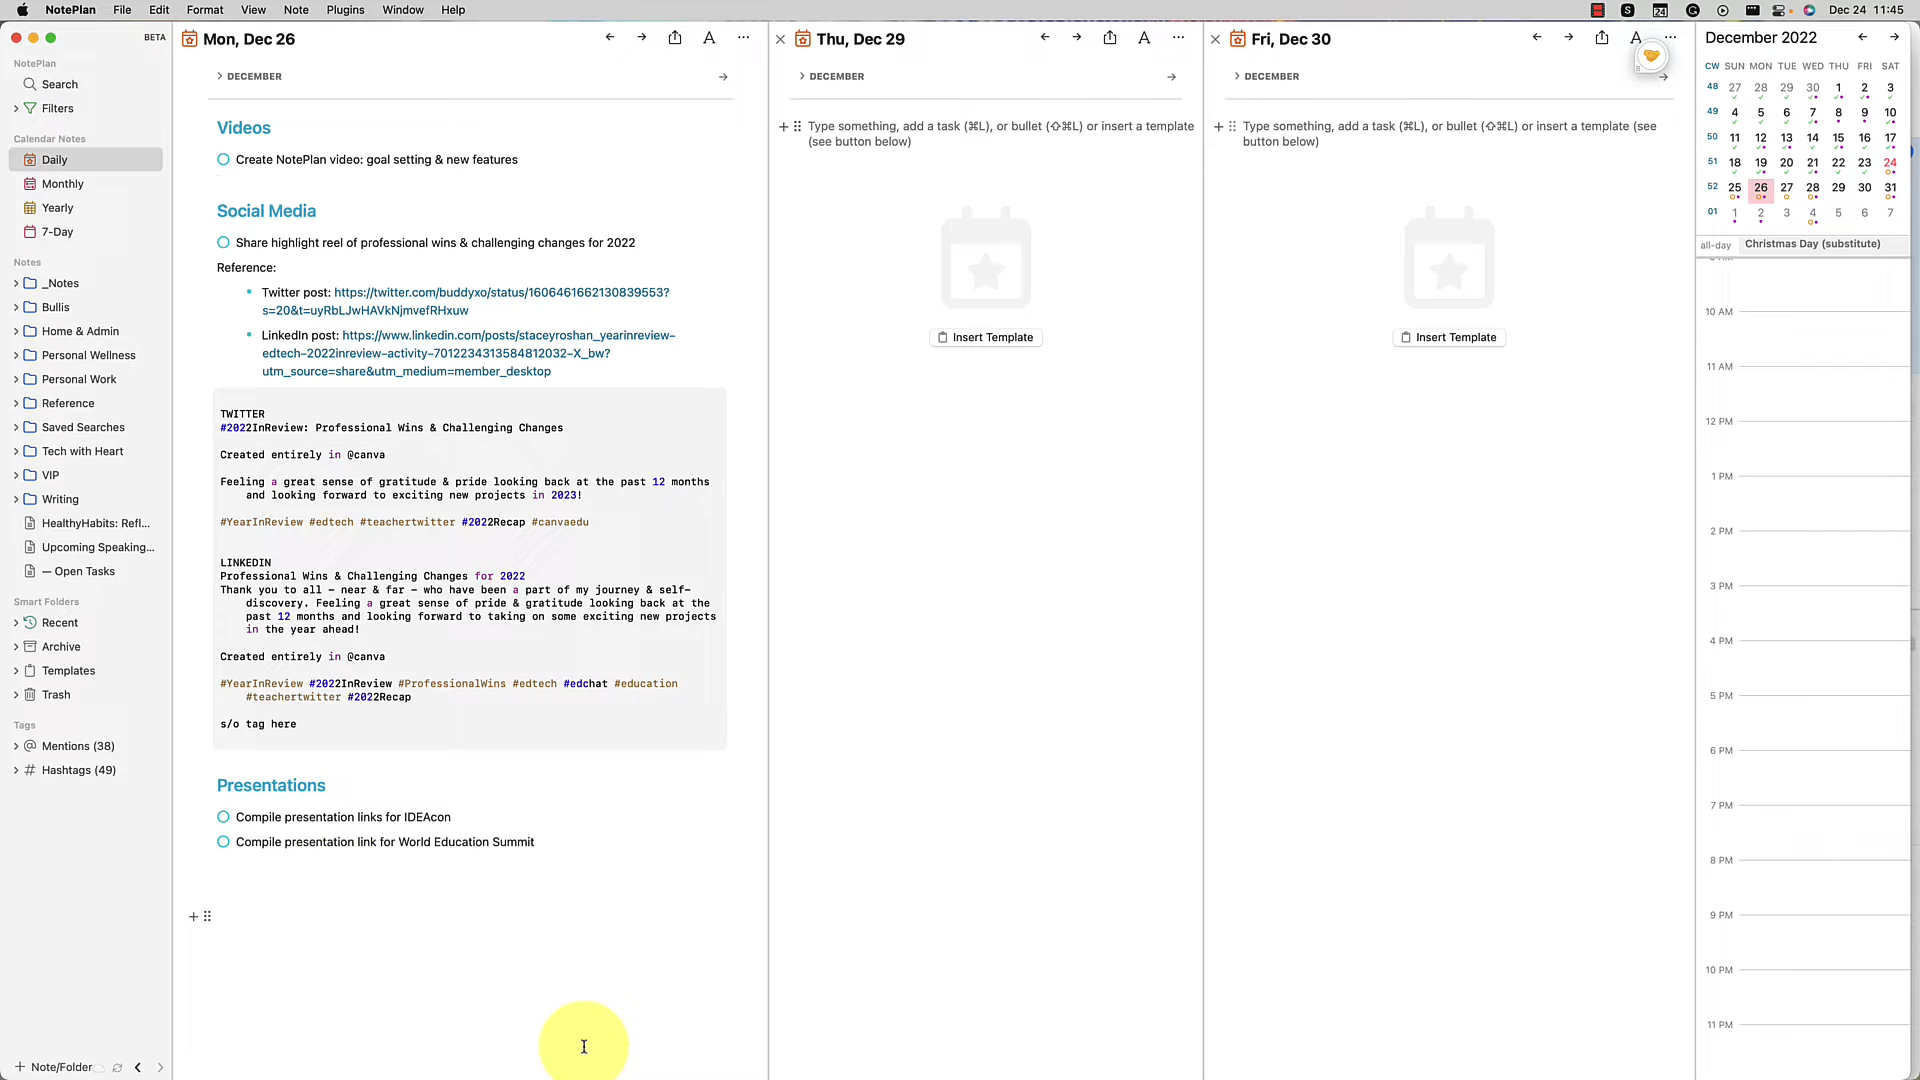 NotePlan File Edit Format View Note Plugins Window Help
S 24 Dec 24 11:45
BETA
NotePlan
Search
Filters
Calendar Notes
Daily
Monthly
Yearly
7-Day
Notes
_Notes
Bullis
Home & Admin
Personal Wellness
Personal Work
Reference
Saved Searches
Tech with Heart
VIP
Writing
HealthyHabits: Refl...
Upcoming Speaking...
— Open Tasks
Smart Folders
Recent
Archive
Templates
Trash
Tags
@ Mentions (38)
# Hashtags (49)
+ Note/Folder
Mon, Dec 26
A
DECEMBER
Videos
Create NotePlan video: goal setting & new features
Social Media
Share highlight reel of professional wins & challenging changes for 2022
Reference:
• Twitter post: https://twitter.com/buddyxo/status/1606461662130839553?
s=20&t=uyRbLJwHAVkNjmvefRHxuw
• LinkedIn post: https://www.linkedin.com/posts/staceyroshan_yearinreview-
edtech-2022inreview-activity-7012234313584812032-X_bw?
utm_source=share&utm_medium=member_desktop
TWITTER
#2022InReview: Professional Wins & Challenging Changes
Created entirely in @canva
Feeling a great sense of gratitude & pride looking back at the past 12 months
and looking forward to exciting new projects in 2023!
#YearInReview #edtech #teachertwitter #2022Recap #canvaedu
LINKEDIN
Professional Wins & Challenging Changes for 2022
Thank you to all – near & far – who have been a part of my journey & self-
discovery. Feeling a great sense of pride & gratitude looking back at the
past 12 months and looking forward to taking on some exciting new projects
in the year ahead!
Created entirely in @canva
#YearInReview #2022InReview #ProfessionalWins #edtech #edchat #education
#teachertwitter #2022Recap
s/o tag here
Presentations
Compile presentation links for IDEAcon
Compile presentation link for World Education Summit
Thu, Dec 29
A
DECEMBER
Type something, add a task (⌘L), or bullet (⇧⌘L) or insert a template
(see button below)
Insert Template
Fri, Dec 30
A
DECEMBER
Type something, add a task (⌘L), or bullet (⇧⌘L) or insert a template (see
button below)
Insert Template
December 2022
CW SUN MON TUE WED THU FRI SAT
48 27 28 29 30 1 2 3
49 4 5 6 7 8 9 10
50 11 12 13 14 15 16 17
51 18 19 20 21 22 23 24
52 25 26 27 28 29 30 31
01 1 2 3 4 5 6 7
all-day Christmas Day (substitute)
10 AM
11 AM
12 PM
1 PM
2 PM
3 PM
4 PM
5 PM
6 PM
7 PM
8 PM
9 PM
10 PM
11 PM